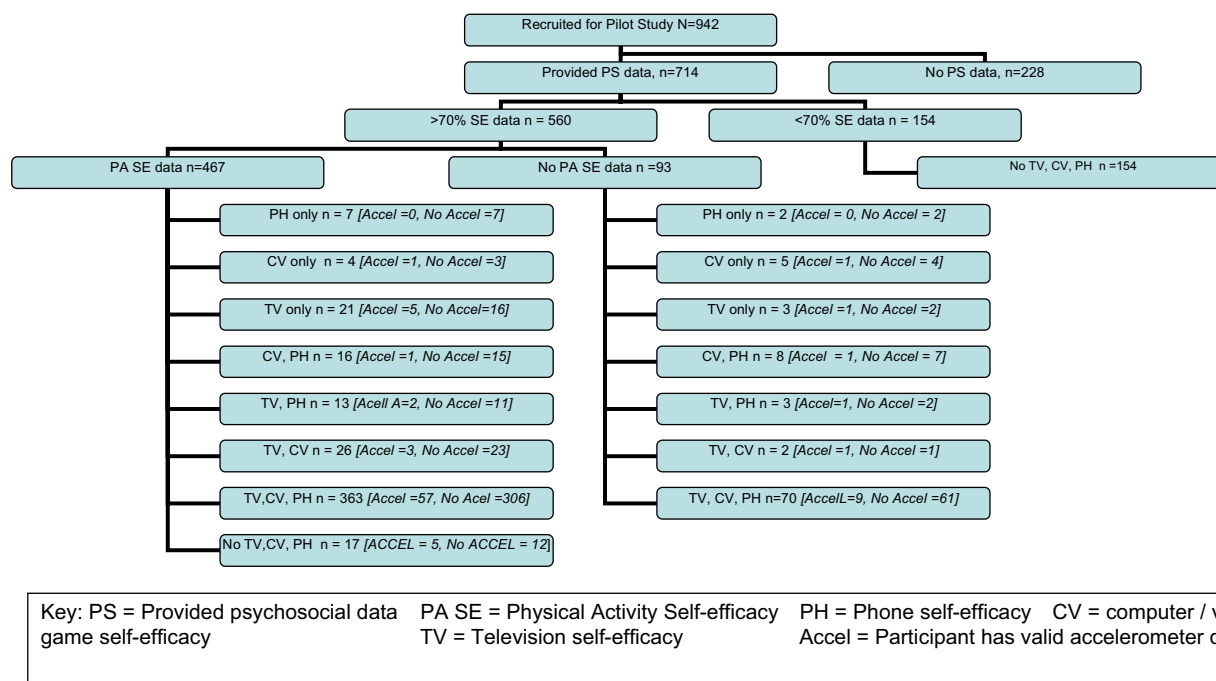 Recruited for Pilot Study N=942
Provided PS data, n=714
No PS data, n=228
>70% SE data n = 560
<70% SE data n = 154
PA SE data n=467
No PA SE data n =93
No TV, CV, PH n =154
PH only n = 7 [Accel =0, No Accel =7]
PH only n = 2 [Accel = 0, No Accel = 2]
CV only n = 4 [Accel =1, No Accel =3]
CV only n = 5 [Accel =1, No Accel = 4]
TV only n = 21 [Accel =5, No Accel=16]
TV only n = 3 [Accel =1, No Accel =2]
CV, PH n = 16 [Accel =1, No Accel =15]
CV, PH n = 8 [Accel = 1, No Accel = 7]
TV, PH n = 13 [Acell A=2, No Accel =11]
TV, PH n = 3 [Accel=1, No Accel =2]
TV, CV n = 26 [Accel =3, No Accel =23]
TV, CV n = 2 [Accel =1, No Accel =1]
TV,CV, PH n = 363 [Accel =57, No Acel =306]
TV, CV, PH n=70 [AccelL=9, No Accel =61]
No TV,CV, PH n = 17 [ACCEL = 5, No ACCEL = 12]
Key: PS = Provided psychosocial data PA SE = Physical Activity Self-efficacy PH = Phone self-efficacy CV = computer / v
game self-efficacy TV = Television self-efficacy Accel = Participant has valid accelerometer